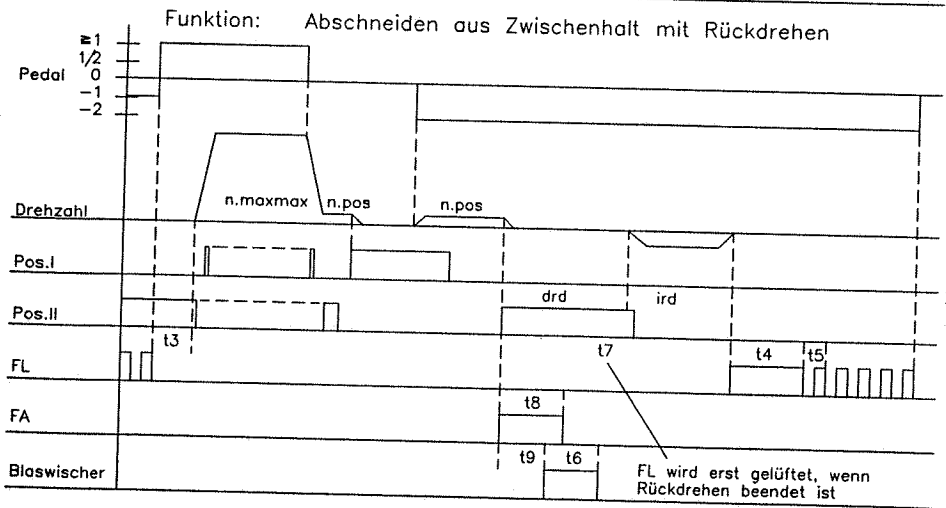 Funktion: Abschneiden aus Zwischenhalt mit Rückdrehen
≥1
1/2
Pedal 0
-1
-2
n.maxmax n.pos n.pos
Drehzahl
Pos.I
drd ird
Pos.II
t3 t7 t4 t5
FL
t8
FA
t9 t6
Blaswischer
FL wird erst gelüftet, wenn
Rückdrehen beendet ist